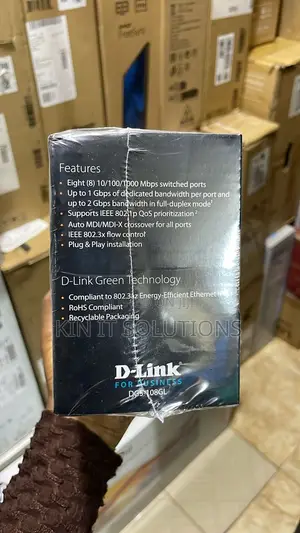 Features
• Eight (8) 10/100/1000 Mbps switched ports
• Up to 1 Gbps of dedicated bandwidth per port and
up to 2 Gbps bandwidth in full-duplex mode¹
• Supports IEEE 802.1p QoS prioritization²
• Auto MDI/MDI-X crossover for all ports
• IEEE 802.3x flow control
• Plug & Play installation
D-Link Green Technology
• Compliant to 802.3az Energy-Efficient Ethernet
• RoHS Compliant
• Recyclable Packaging
KIN IT SOLUTIONS
D-Link
FOR BUSINESS
DGS-108GL